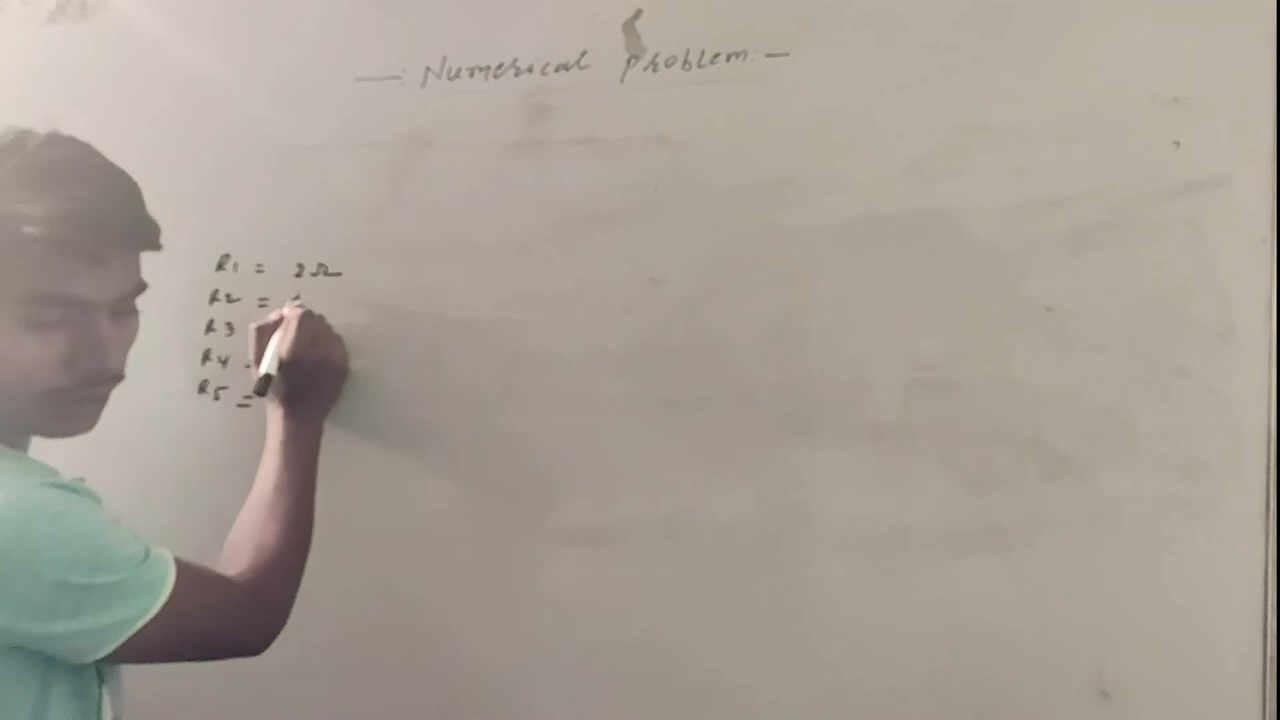 —: Numerical Problem :—
R1 = 2Ω
R2 =
R3
R4
R5 =